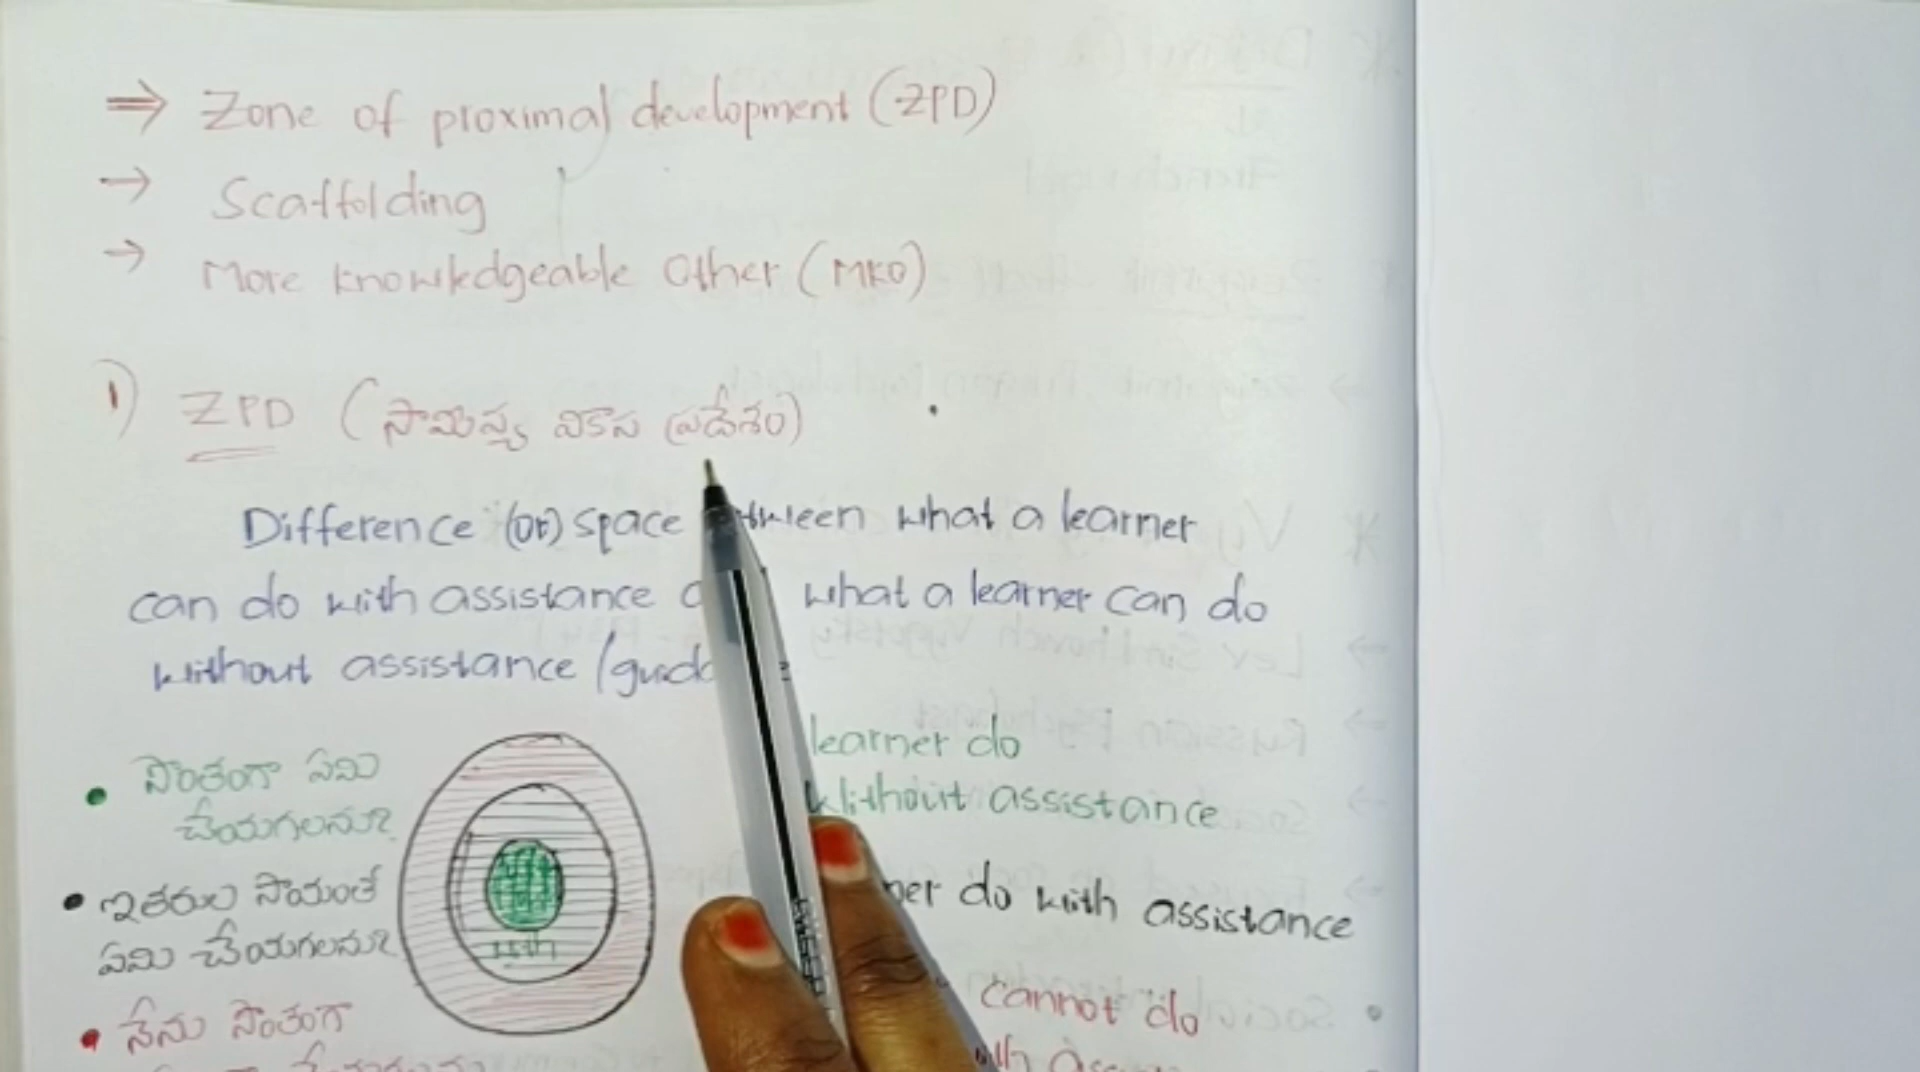 ⇒ Zone of proximal development (ZPD)
→ Scaffolding
→ More knowledgeable Other (MKO)
1) ZPD (సామీప్య వికాస ప్రదేశం)
Difference (or) space between what a learner
can do with assistance what a learner can do
without assistance /
learner do
without assistance
• సొంతంగా ఏమి
చేయగలను?
• ఇతరుల సాయంతో
ఏమి చేయగలను?
do with assistance
with
• నేను సొంతంగా
cannot do